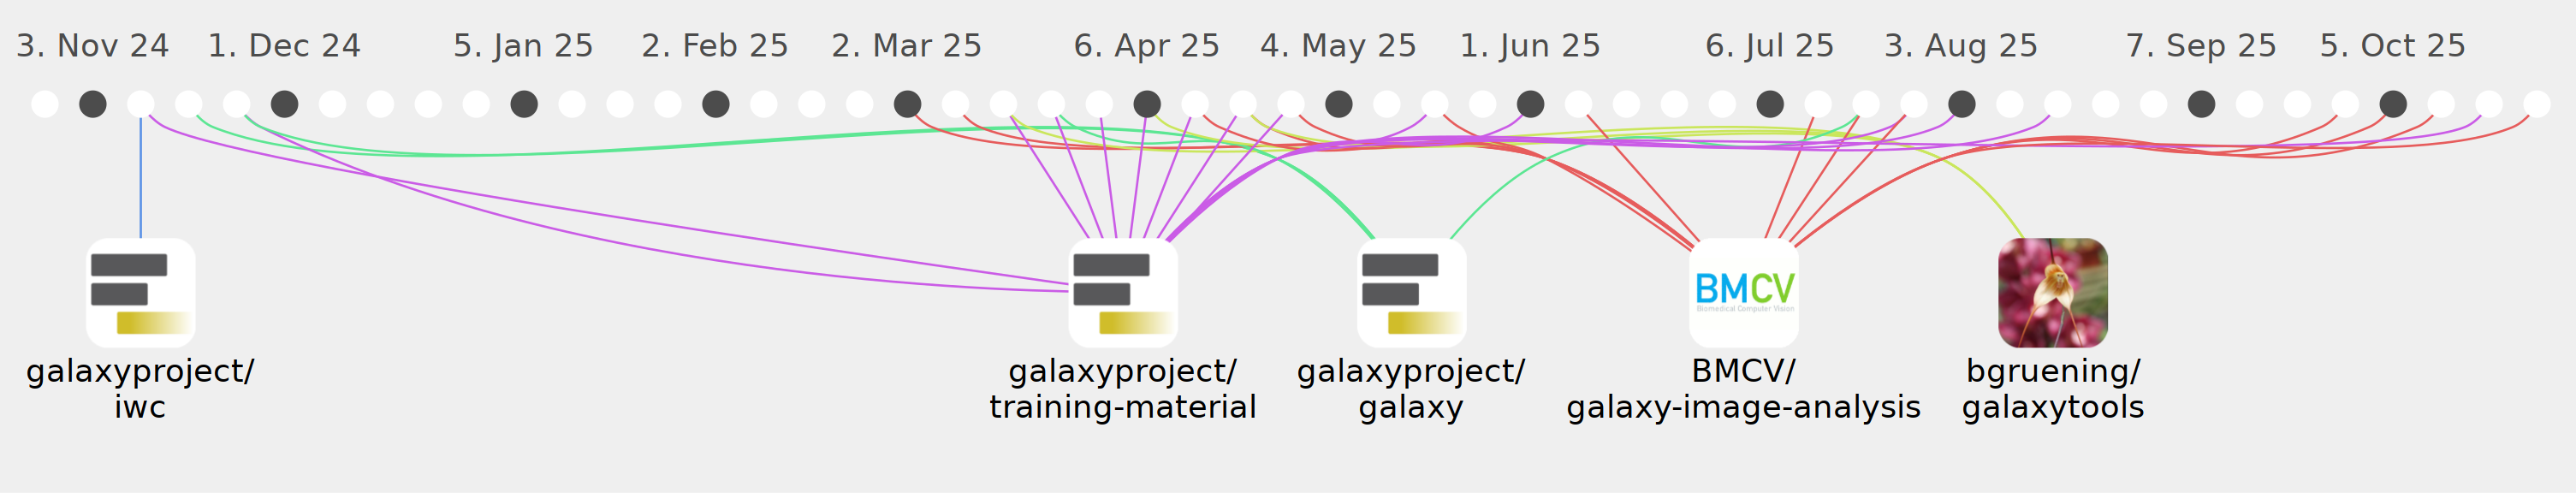 3. Nov 24 1. Dec 24 5. Jan 25 2. Feb 25 2. Mar 25 6. Apr 25 4. May 25 1. Jun 25 6. Jul 25 3. Aug 25 7. Sep 25 5. Oct 25
BMCV
Biomedical Computer Vision
galaxyproject/
iwc
galaxyproject/
training-material
galaxyproject/
galaxy
BMCV/
galaxy-image-analysis
bgruening/
galaxytools